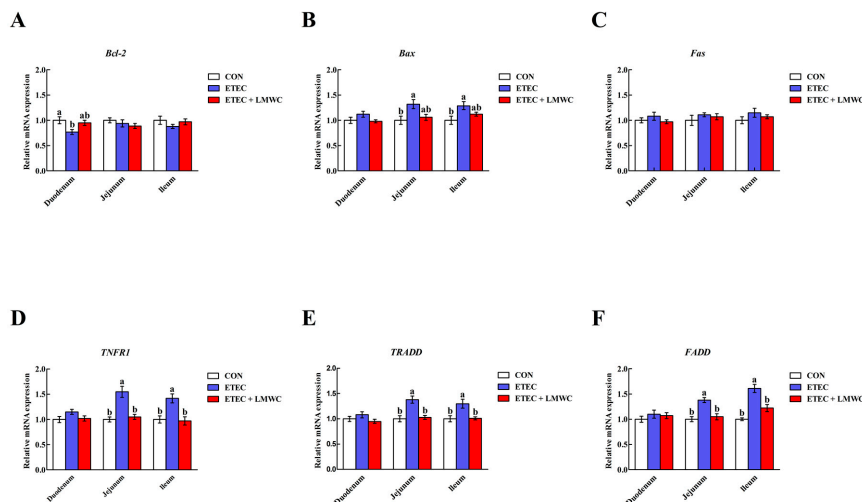 A
Bcl-2
Relative mRNA expression
2.0
1.5
1.0
0.5
0.0
a
b
ab
Duodenum
Jejunum
Ileum
CON
ETEC
ETEC + LMWC
B
Bax
Relative mRNA expression
2.0
1.5
1.0
0.5
0.0
b
a
ab
b
a
ab
Duodenum
Jejunum
Ileum
CON
ETEC
ETEC + LMWC
C
Fas
Relative mRNA expression
2.0
1.5
1.0
0.5
0.0
Duodenum
Jejunum
Ileum
CON
ETEC
ETEC + LMWC
D
TNFR1
Relative mRNA expression
2.0
1.5
1.0
0.5
0.0
b
a
b
b
a
b
Duodenum
Jejunum
Ileum
CON
ETEC
ETEC + LMWC
E
TRADD
Relative mRNA expression
2.0
1.5
1.0
0.5
0.0
b
a
b
b
a
b
Duodenum
Jejunum
Ileum
CON
ETEC
ETEC + LMWC
F
FADD
Relative mRNA expression
2.0
1.5
1.0
0.5
0.0
b
a
b
b
a
b
Duodenum
Jejunum
Ileum
CON
ETEC
ETEC + LMWC